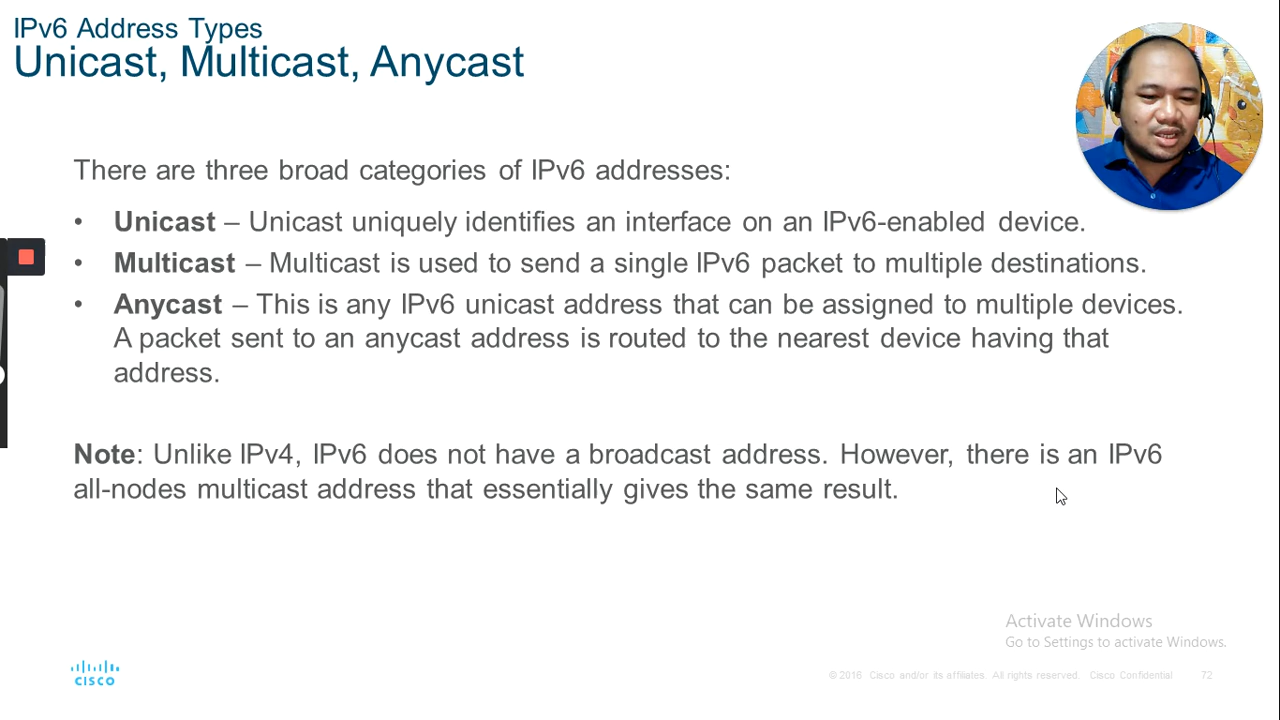 IPv6 Address Types
Unicast, Multicast, Anycast
There are three broad categories of IPv6 addresses:
• Unicast – Unicast uniquely identifies an interface on an IPv6-enabled device.
• Multicast – Multicast is used to send a single IPv6 packet to multiple destinations.
• Anycast – This is any IPv6 unicast address that can be assigned to multiple devices.
A packet sent to an anycast address is routed to the nearest device having that
address.
Note: Unlike IPv4, IPv6 does not have a broadcast address. However, there is an IPv6
all-nodes multicast address that essentially gives the same result.
Activate Windows
Go to Settings to activate Windows.
CISCO
© 2016 Cisco and/or its affiliates. All rights reserved. Cisco Confidential 72